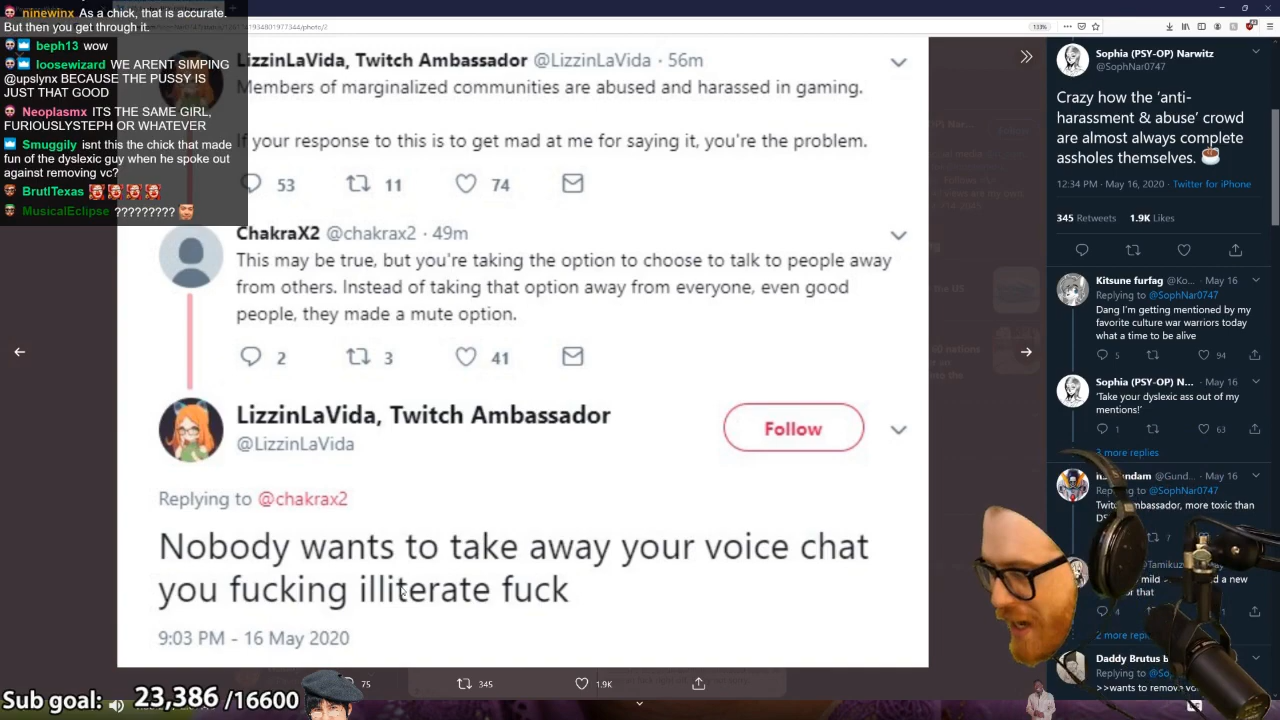 ninewinx As a chick, that is accurate.
But then you get through it.
beph13 wow
loosewizard WE ARENT SIMPING
@upslynx BECAUSE THE PUSSY IS
JUST THAT GOOD
Neoplasmx ITS THE SAME GIRL,
FURIOUSLYSTEPH OR WHATEVER
Smuggily isnt this the chick that made
fun of the dyslexic guy when he spoke out
against removing vc?
BrutlTexas
MusicalEclipse ?????????
133%
LizzinLaVida, Twitch Ambassador @LizzinLaVida · 56m
Members of marginalized communities are abused and harassed in gaming.
If your response to this is to get mad at me for saying it, you're the problem.
53 11 74
ChakraX2 @chakrax2 · 49m
This may be true, but you're taking the option to choose to talk to people away
from others. Instead of taking that option away from everyone, even good
people, they made a mute option.
2 3 41
LizzinLaVida, Twitch Ambassador
@LizzinLaVida
Follow
Replying to @chakrax2
Nobody wants to take away your voice chat
you fucking illiterate fuck
9:03 PM - 16 May 2020
75 345 1.9K
Sub goal: 23,386 /16600
Sophia (PSY-OP) Narwitz
@SophNar0747
Crazy how the 'anti-
harassment & abuse' crowd
are almost always complete
assholes themselves.
12:34 PM · May 16, 2020 · Twitter for iPhone
345 Retweets 1.9K Likes
Kitsune furfag @Ko... · May 16
Replying to @SophNar0747
Dang I'm getting mentioned by my
favorite culture war warriors today
what a time to be alive
5 94
Sophia (PSY-OP) N... · May 16
'Take your dyslexic ass out of my
mentions!'
1 63
3 more replies
@Gund... · May 16
Replying to @SophNar0747
more toxic than
7
4
2 more
Daddy Brutus
>>wants to remove